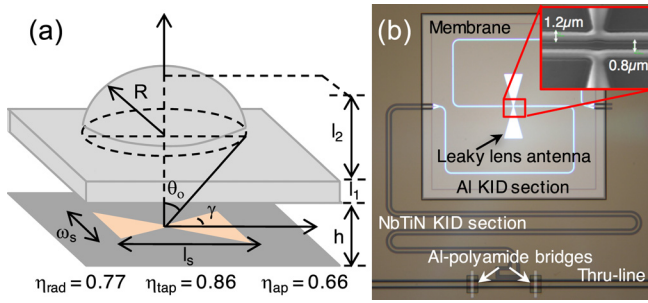 (a)
R
l2
θo
l1
γ
h
ωs
ls
ηrad = 0.77 ηtap = 0.86 ηap = 0.66
(b)
Membrane
1.2μm
0.8μm
Leaky lens antenna
Al KID section
NbTiN KID section
Al-polyamide bridges
Thru-line